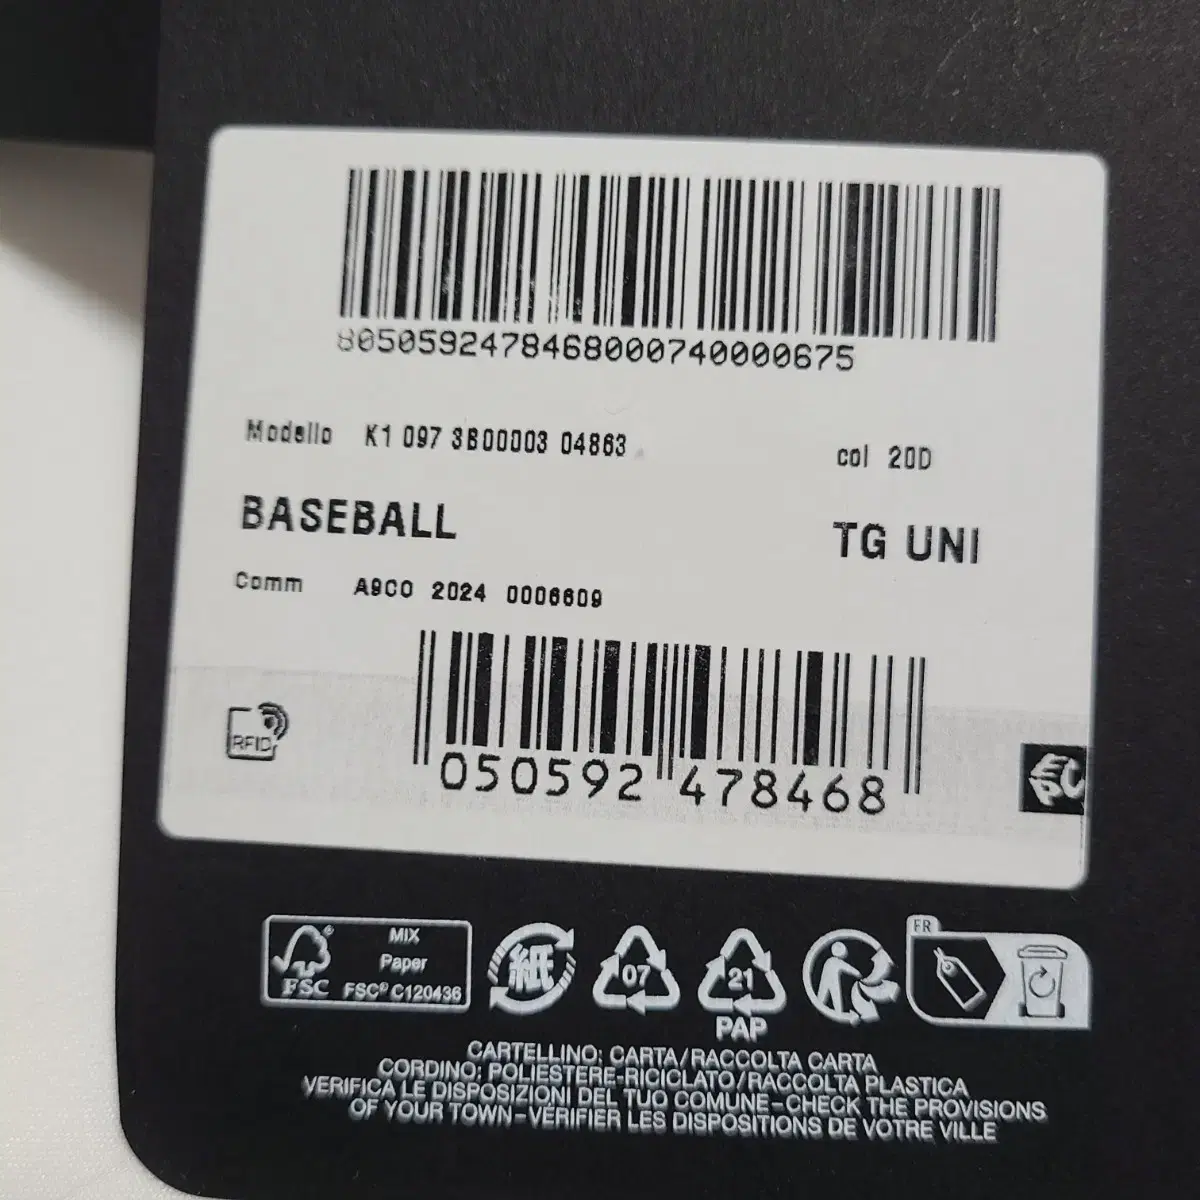 8050592478468000740000675
Modello K1 097 3B00003 04863
col 20D
BASEBALL
TG UNI
Comm A9C0 2024 0006609
RFID
050592 478468
MIX
Paper
FSC FSC® C120436
紙
07
21
PAP
FR
CARTELLINO: CARTA/RACCOLTA CARTA
CORDINO: POLIESTERE-RICICLATO/RACCOLTA PLASTICA
VERIFICA LE DISPOSIZIONI DEL TUO COMUNE-CHECK THE PROVISIONS
OF YOUR TOWN-VÉRIFIER LES DISPOSITIONS DE VOTRE VILLE